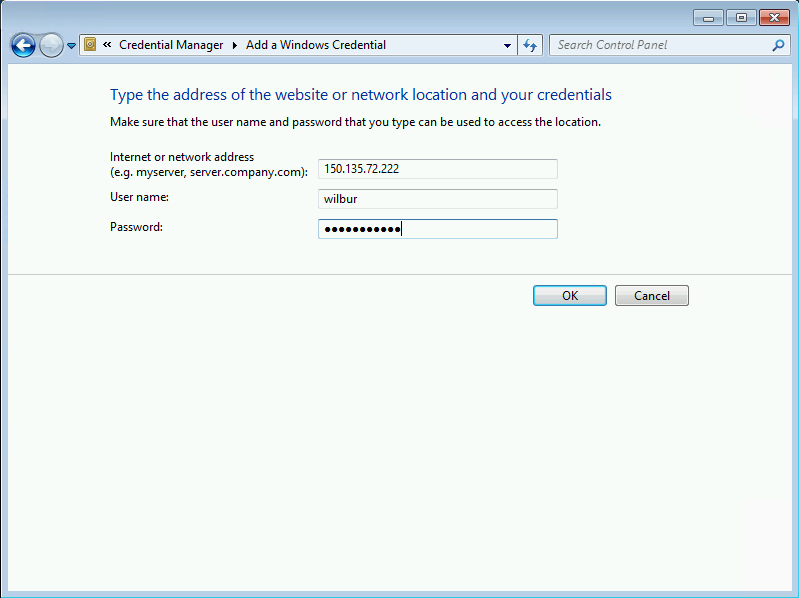 « Credential Manager ▸ Add a Windows Credential
Search Control Panel
Type the address of the website or network location and your credentials
Make sure that the user name and password that you type can be used to access the location.
Internet or network address
(e.g. myserver, server.company.com):
150.135.72.222
User name:
wilbur
Password:
●●●●●●●●●●●
OK
Cancel